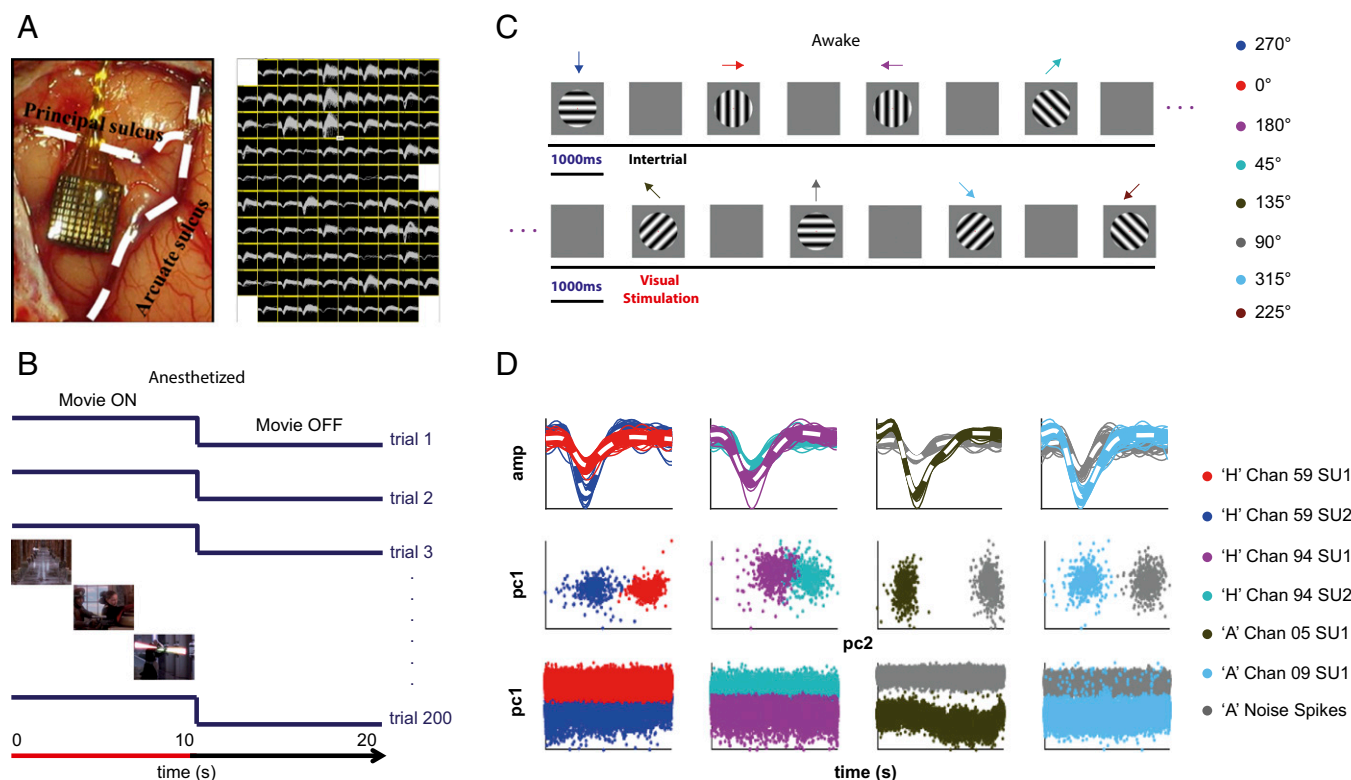 A
Principal sulcus
Arcuate sulcus
B
Anesthetized
Movie ON
Movie OFF
trial 1
trial 2
trial 3
trial 200
0
10
20
time (s)
C
Awake
1000ms
Intertrial
1000ms
Visual
Stimulation
270°
0°
180°
45°
135°
90°
315°
225°
D
amp
pc1
pc2
pc1
time (s)
'H' Chan 59 SU1
'H' Chan 59 SU2
'H' Chan 94 SU1
'H' Chan 94 SU2
'A' Chan 05 SU1
'A' Chan 09 SU1
'A' Noise Spikes